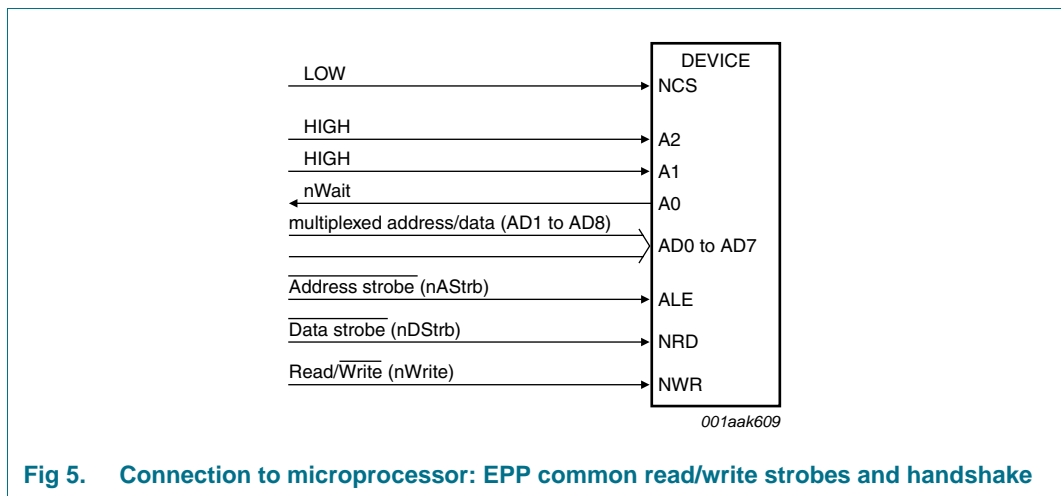 DEVICE
LOW
NCS
HIGH
A2
HIGH
A1
nWait
A0
multiplexed address/data (AD1 to AD8)
AD0 to AD7
Address strobe (nAStrb)
ALE
Data strobe (nDStrb)
NRD
Read/Write (nWrite)
NWR
001aak609
Fig 5. Connection to microprocessor: EPP common read/write strobes and handshake